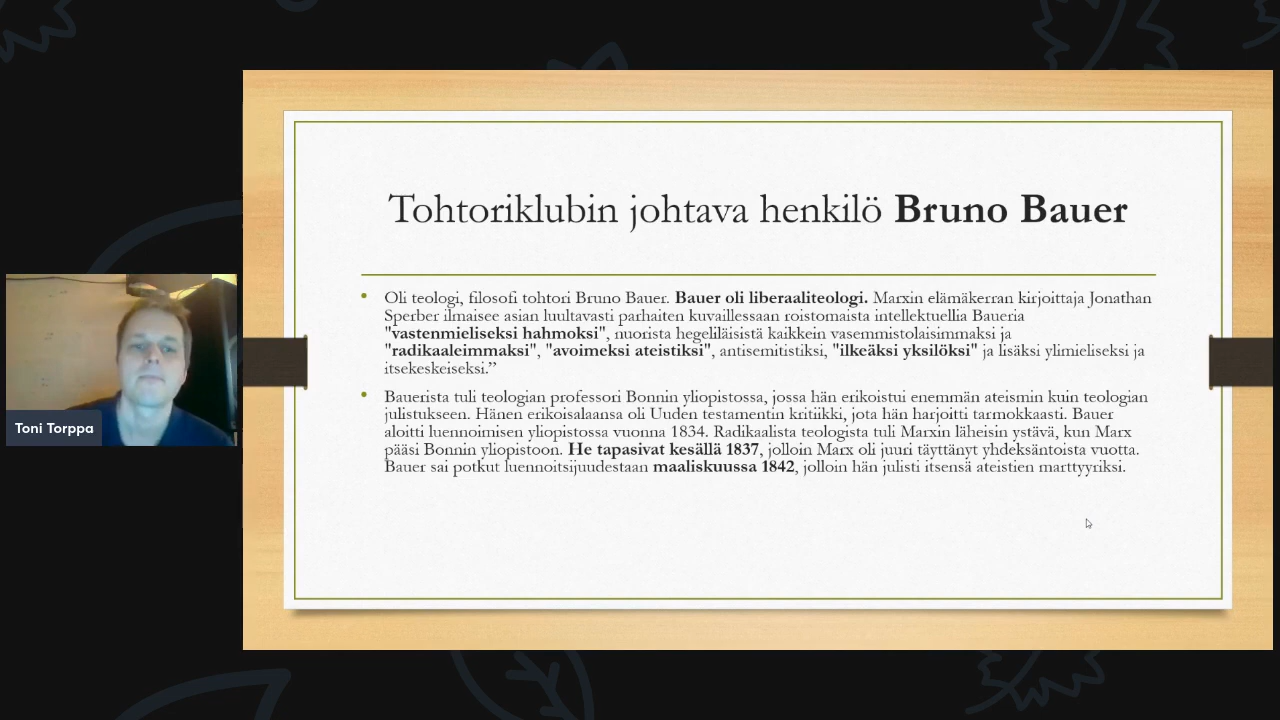 Tohtoriklubin johtava henkilö Bruno Bauer
Oli teologi, filosofi tohtori Bruno Bauer. Bauer oli liberaaliteologi. Marxin elämäkerran kirjoittaja Jonathan
Sperber ilmaisee asian luultavasti parhaiten kuvaillessaan roistomaista intellektuellia Baueria
"vastenmieliseksi hahmoksi", nuorista hegeliläisistä kaikkein vasemmistolaisimmaksi ja
"radikaaleimmaksi", "avoimeksi ateistiksi", antisemitistiksi, "ilkeäksi yksilöksi" ja lisäksi ylimieliseksi ja
itsekeskeiseksi.”
Bauerista tuli teologian professori Bonnin yliopistossa, jossa hän erikoistui enemmän ateismin kuin teologian
julistukseen. Hänen erikoisalaansa oli Uuden testamentin kritiikki, jota hän harjoitti tarmokkaasti. Bauer
aloitti luennoimisen yliopistossa vuonna 1834. Radikaalista teologista tuli Marxin läheisin ystävä, kun Marx
pääsi Bonnin yliopistoon. He tapasivat kesällä 1837, jolloin Marx oli juuri täyttänyt yhdeksäntoista vuotta.
Bauer sai potkut luennoitsijuudestaan maaliskuussa 1842, jolloin hän julisti itsensä ateistien marttyyriksi.
Toni Torppa